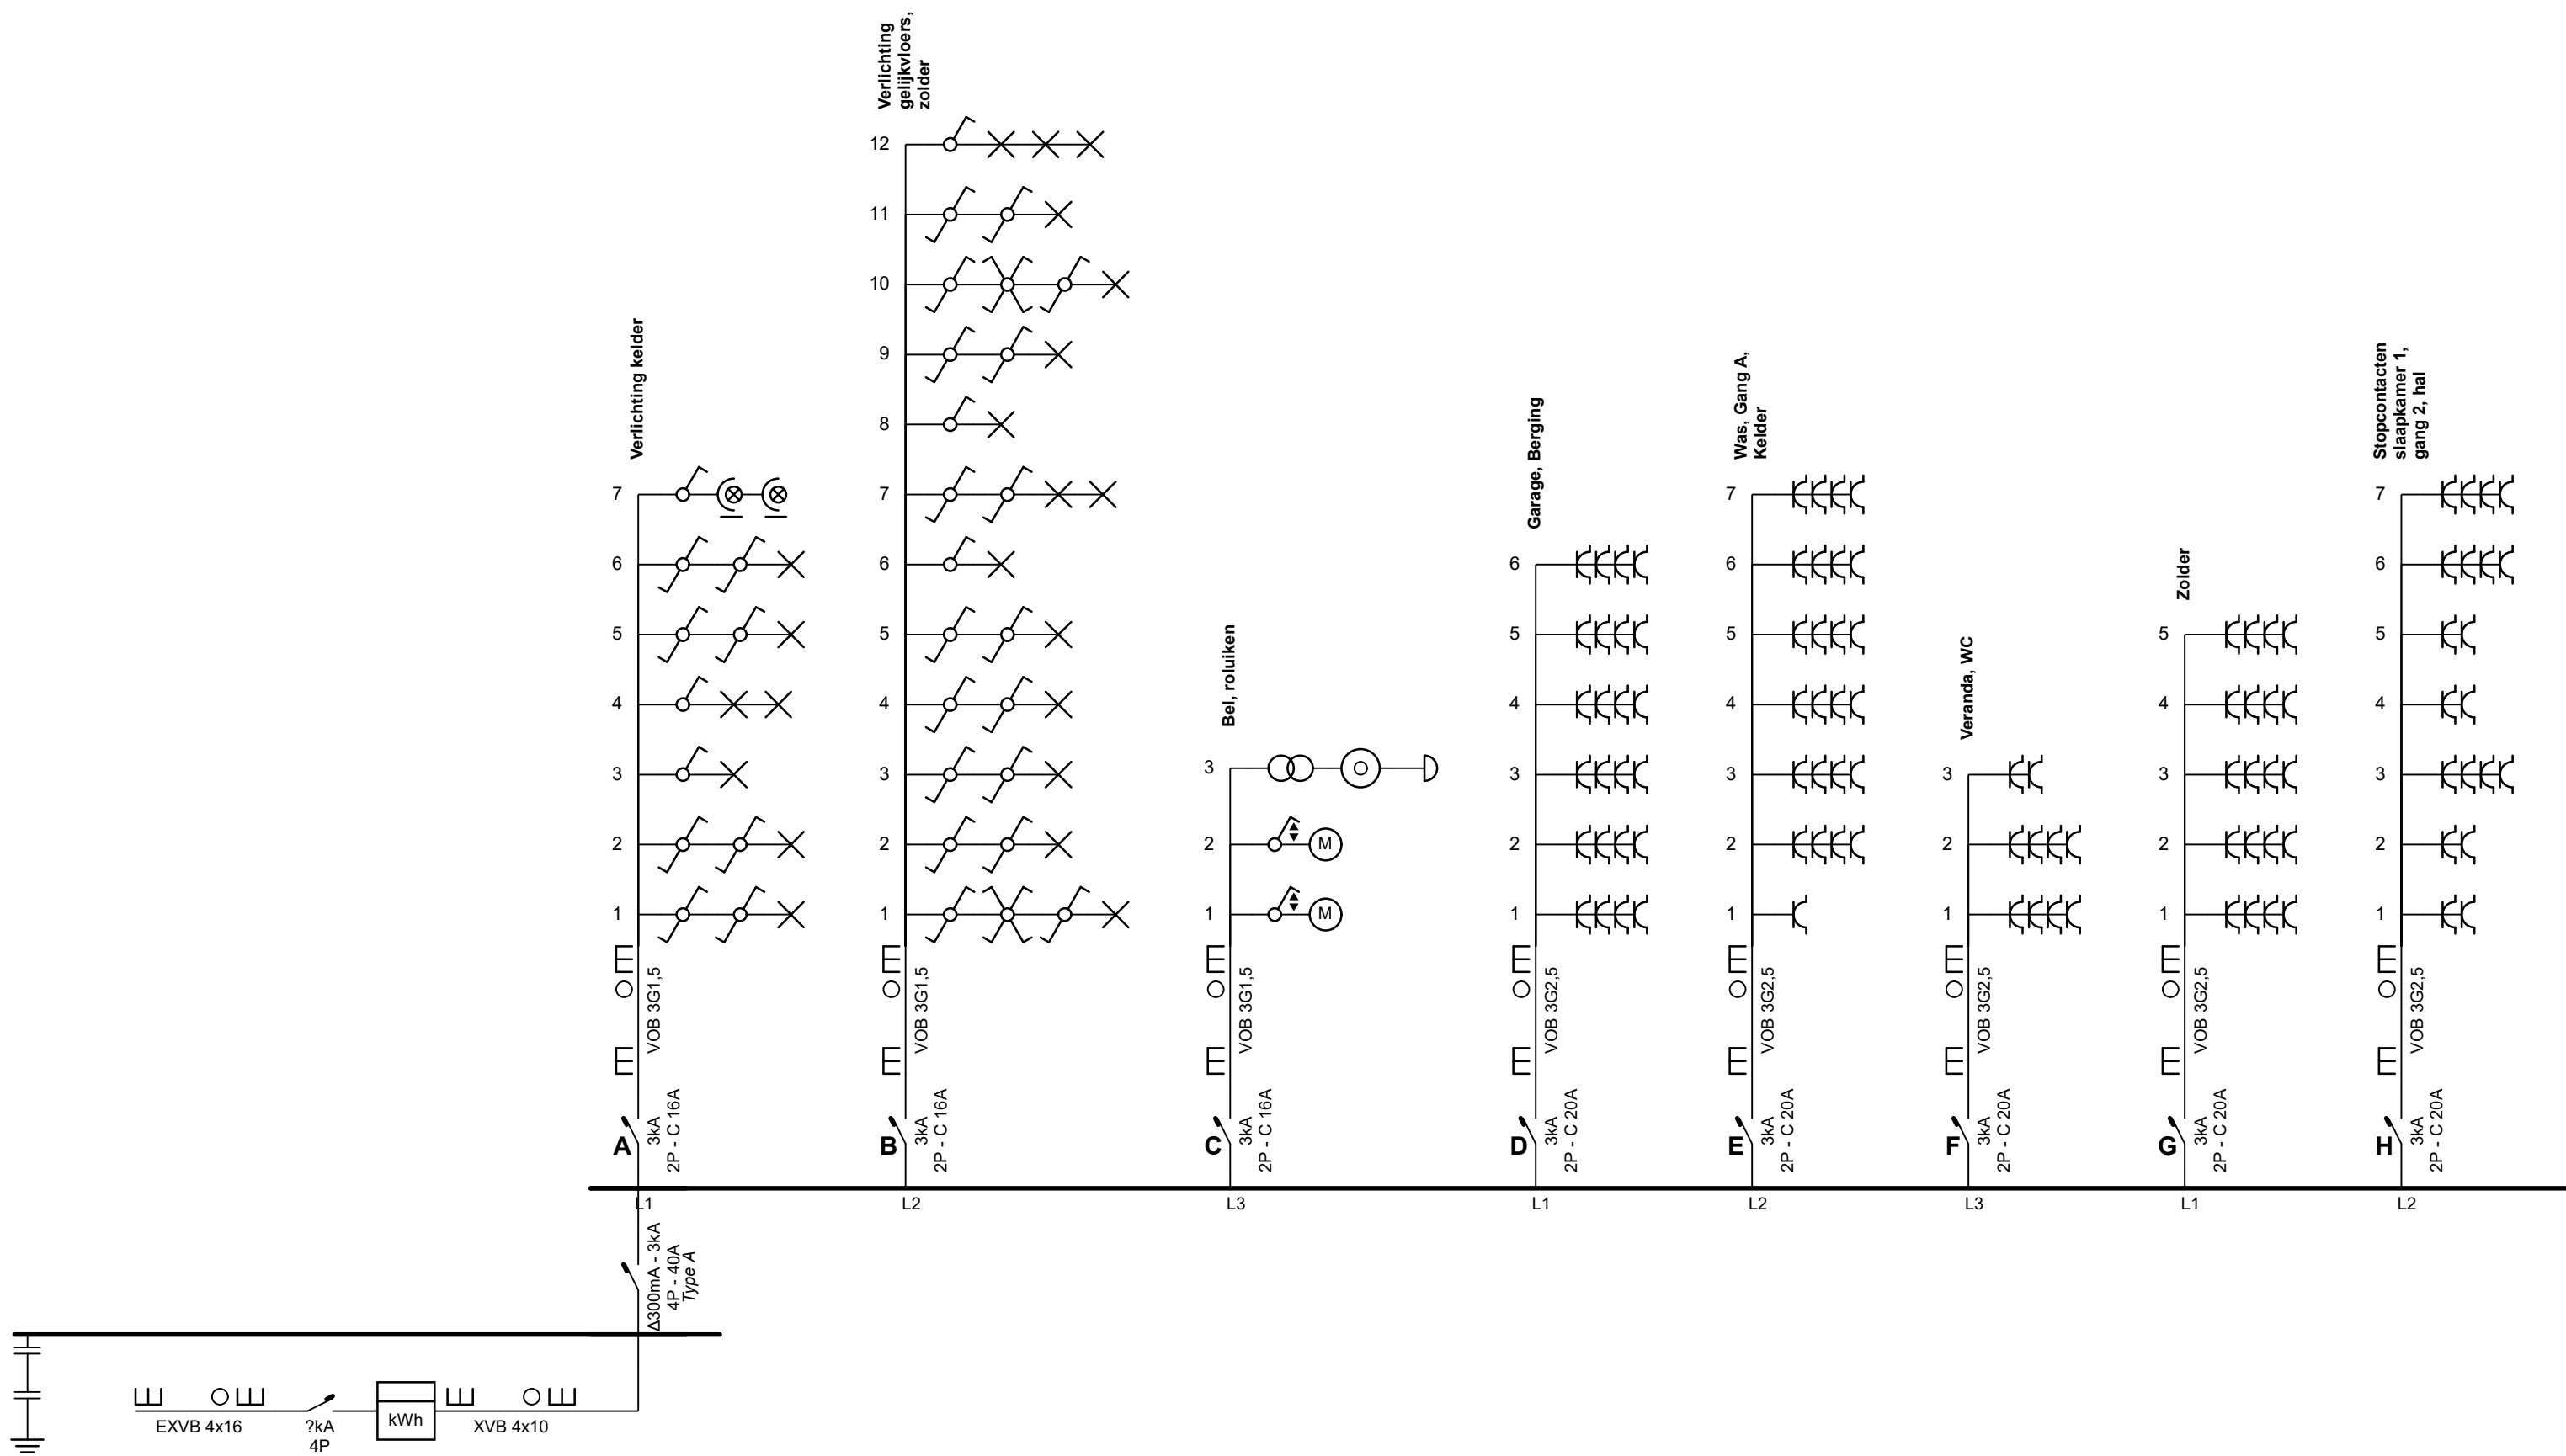 Verlichting kelder
7
6
5
4
3
2
1
VOB 3G1,5
A
3kA
2P - C 16A
L1
Verlichting
gelijkvloers,
zolder
12
11
10
9
8
7
6
5
4
3
2
1
VOB 3G1,5
B
3kA
2P - C 16A
L2
Bel, roluiken
3
2
M
1
M
VOB 3G1,5
C
3kA
2P - C 16A
L3
Garage, Berging
6
5
4
3
2
1
VOB 3G2,5
D
3kA
2P - C 20A
L1
Was, Gang A,
Kelder
7
6
5
4
3
2
1
VOB 3G2,5
E
3kA
2P - C 20A
L2
Veranda, WC
3
2
1
VOB 3G2,5
F
3kA
2P - C 20A
L3
Zolder
5
4
3
2
1
VOB 3G2,5
G
3kA
2P - C 20A
L1
Stopcontacten
slaapkamer 1,
gang 2, hal
7
6
5
4
3
2
1
VOB 3G2,5
H
3kA
2P - C 20A
L2
Δ300mA - 3kA
4P - 40A
Type A
EXVB 4x16
?kA
4P
kWh
XVB 4x10